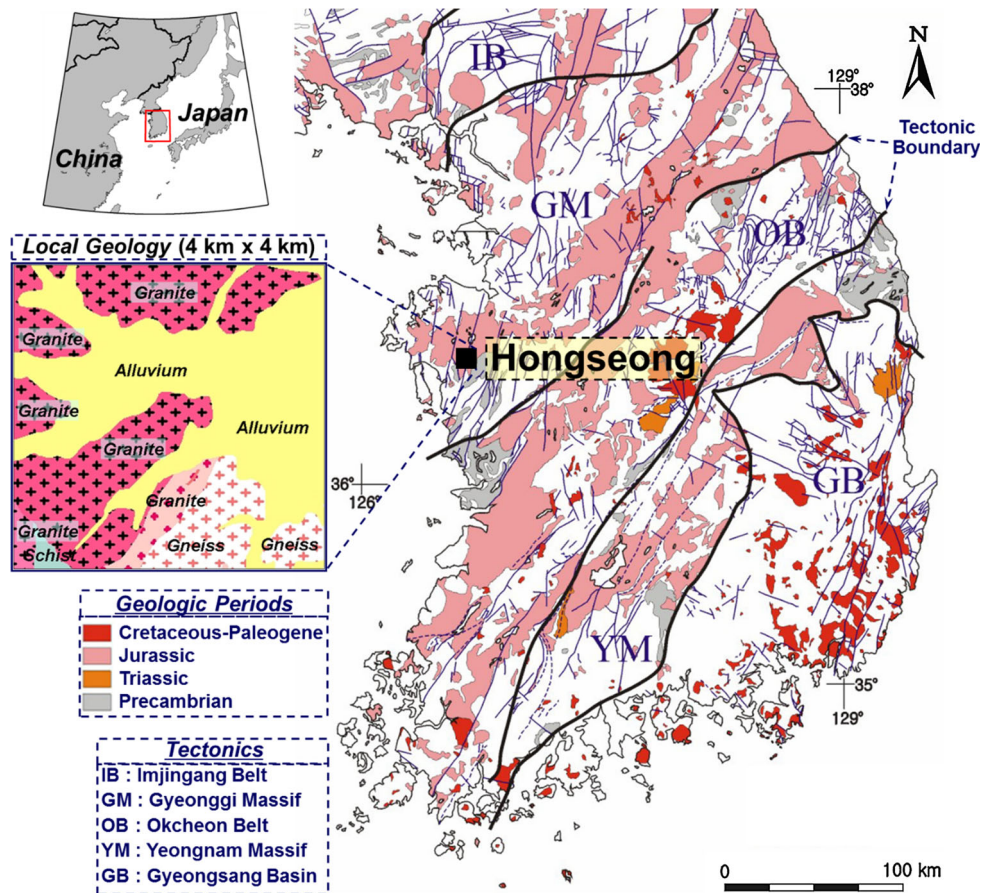 China
Japan
IB
GM
OB
GB
YM
N
129°
38°
Tectonic
Boundary
Local Geology (4 km x 4 km)
Granite
Granite
Alluvium
Granite
Granite
Alluvium
Granite
Granite
Schist
Gneiss
Gneiss
Hongseong
36°
126°
35°
129°
Geologic Periods
Cretaceous-Paleogene
Jurassic
Triassic
Precambrian
Tectonics
IB : Imjingang Belt
GM : Gyeonggi Massif
OB : Okcheon Belt
YM : Yeongnam Massif
GB : Gyeongsang Basin
0 100 km